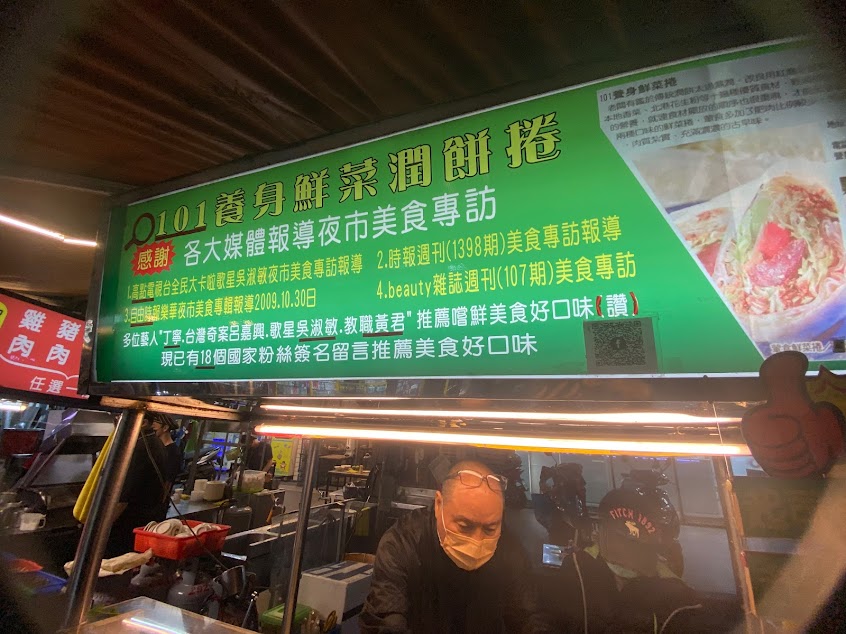 101養身鮮菜潤餅捲
感謝
各大媒體報導夜市美食專訪
1.高點電視台全民大卡啦歌星吳淑敏夜市美食專訪報導
2.時報週刊(1398期)美食專訪報導
3.自由時報樂華夜市美食專輯報導2009.10.30日
4.beauty雜誌週刊(107期)美食專訪
多位藝人"丁寧.台灣奇案呂嘉興.歌星吳淑敏.教職黃君"推薦嚐鮮美食好口味(讚)
現已有18個國家粉絲簽名留言推薦美食好口味
101養身鮮菜捲
養身鮮菜捲
雞 豬
肉 肉
任選
FITCH 1892